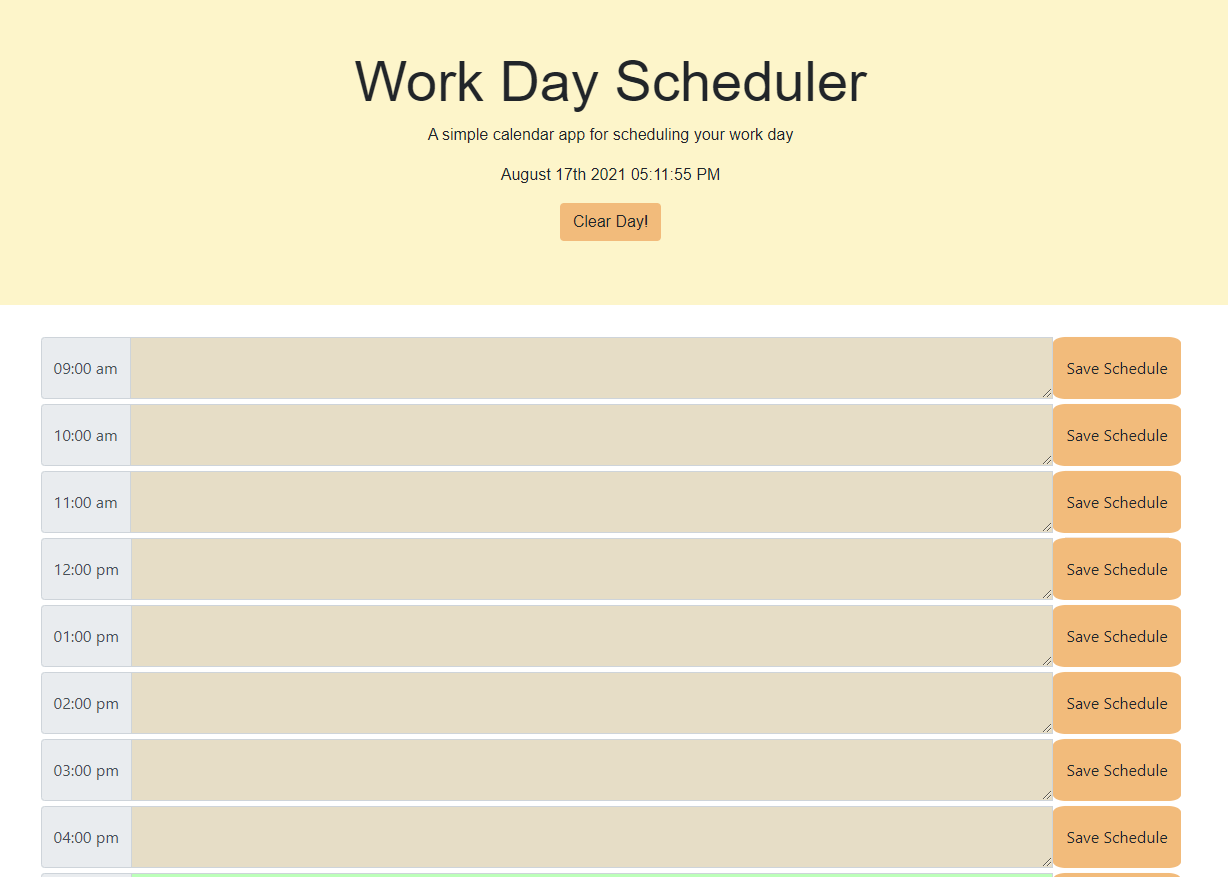 Work Day Scheduler
A simple calendar app for scheduling your work day
August 17th 2021 05:11:55 PM
Clear Day!
09:00 am Save Schedule
10:00 am Save Schedule
11:00 am Save Schedule
12:00 pm Save Schedule
01:00 pm Save Schedule
02:00 pm Save Schedule
03:00 pm Save Schedule
04:00 pm Save Schedule